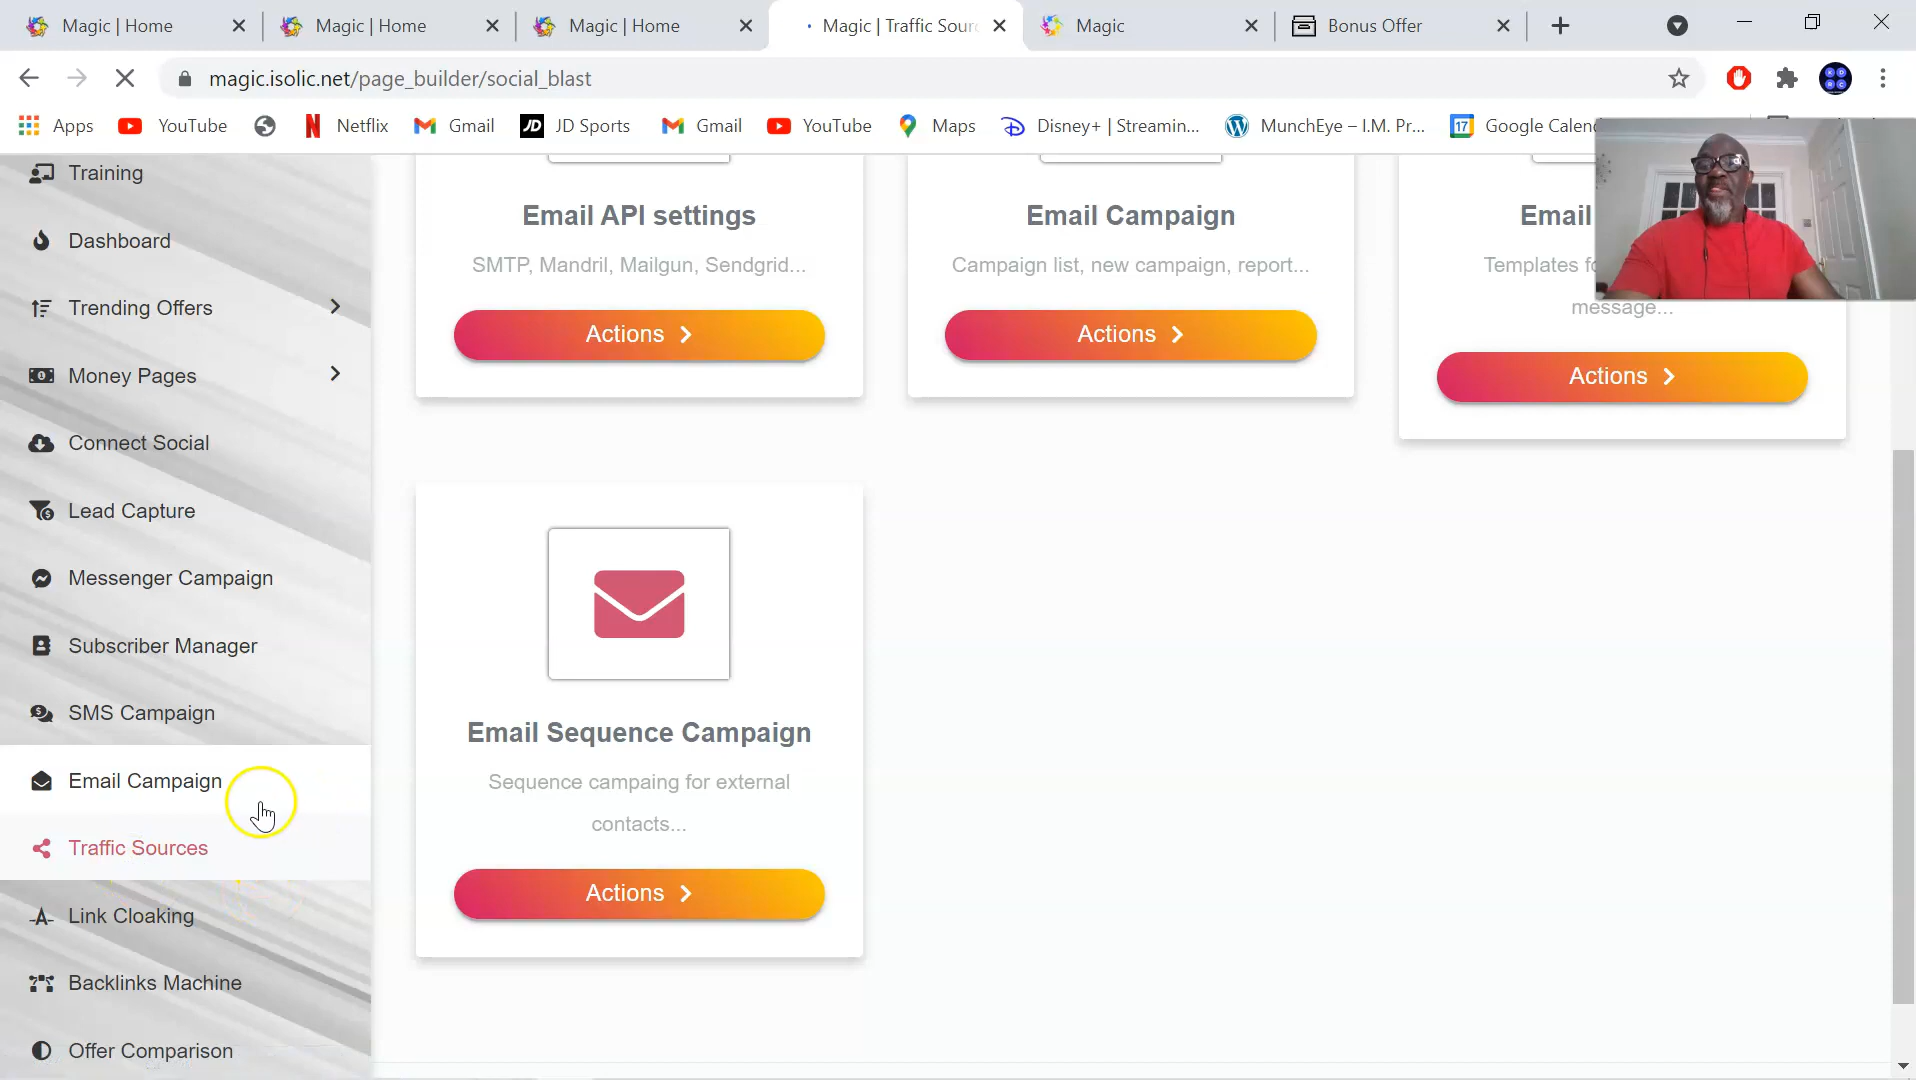 Magic | Home
Magic | Home
Magic | Home
Magic | Traffic Sour
Magic
Bonus Offer
magic.isolic.net/page_builder/social_blast
Apps
YouTube
Netflix
Gmail
JD
JD Sports
Gmail
YouTube
Maps
Disney+ | Streamin...
MunchEye – I.M. Pr...
17
Google Calen
Training
Dashboard
Trending Offers
Money Pages
Connect Social
Lead Capture
Messenger Campaign
Subscriber Manager
SMS Campaign
Email Campaign
Traffic Sources
Link Cloaking
Backlinks Machine
Offer Comparison
Email API settings
SMTP, Mandril, Mailgun, Sendgrid...
Actions
Email Campaign
Campaign list, new campaign, report...
Actions
Email
Templates
message...
Actions
Email Sequence Campaign
Sequence campaing for external
contacts...
Actions